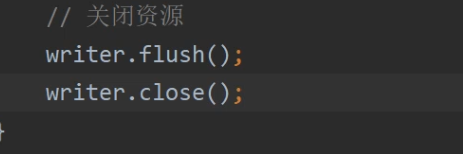 // 关闭资源
writer.flush();
writer.close();
}